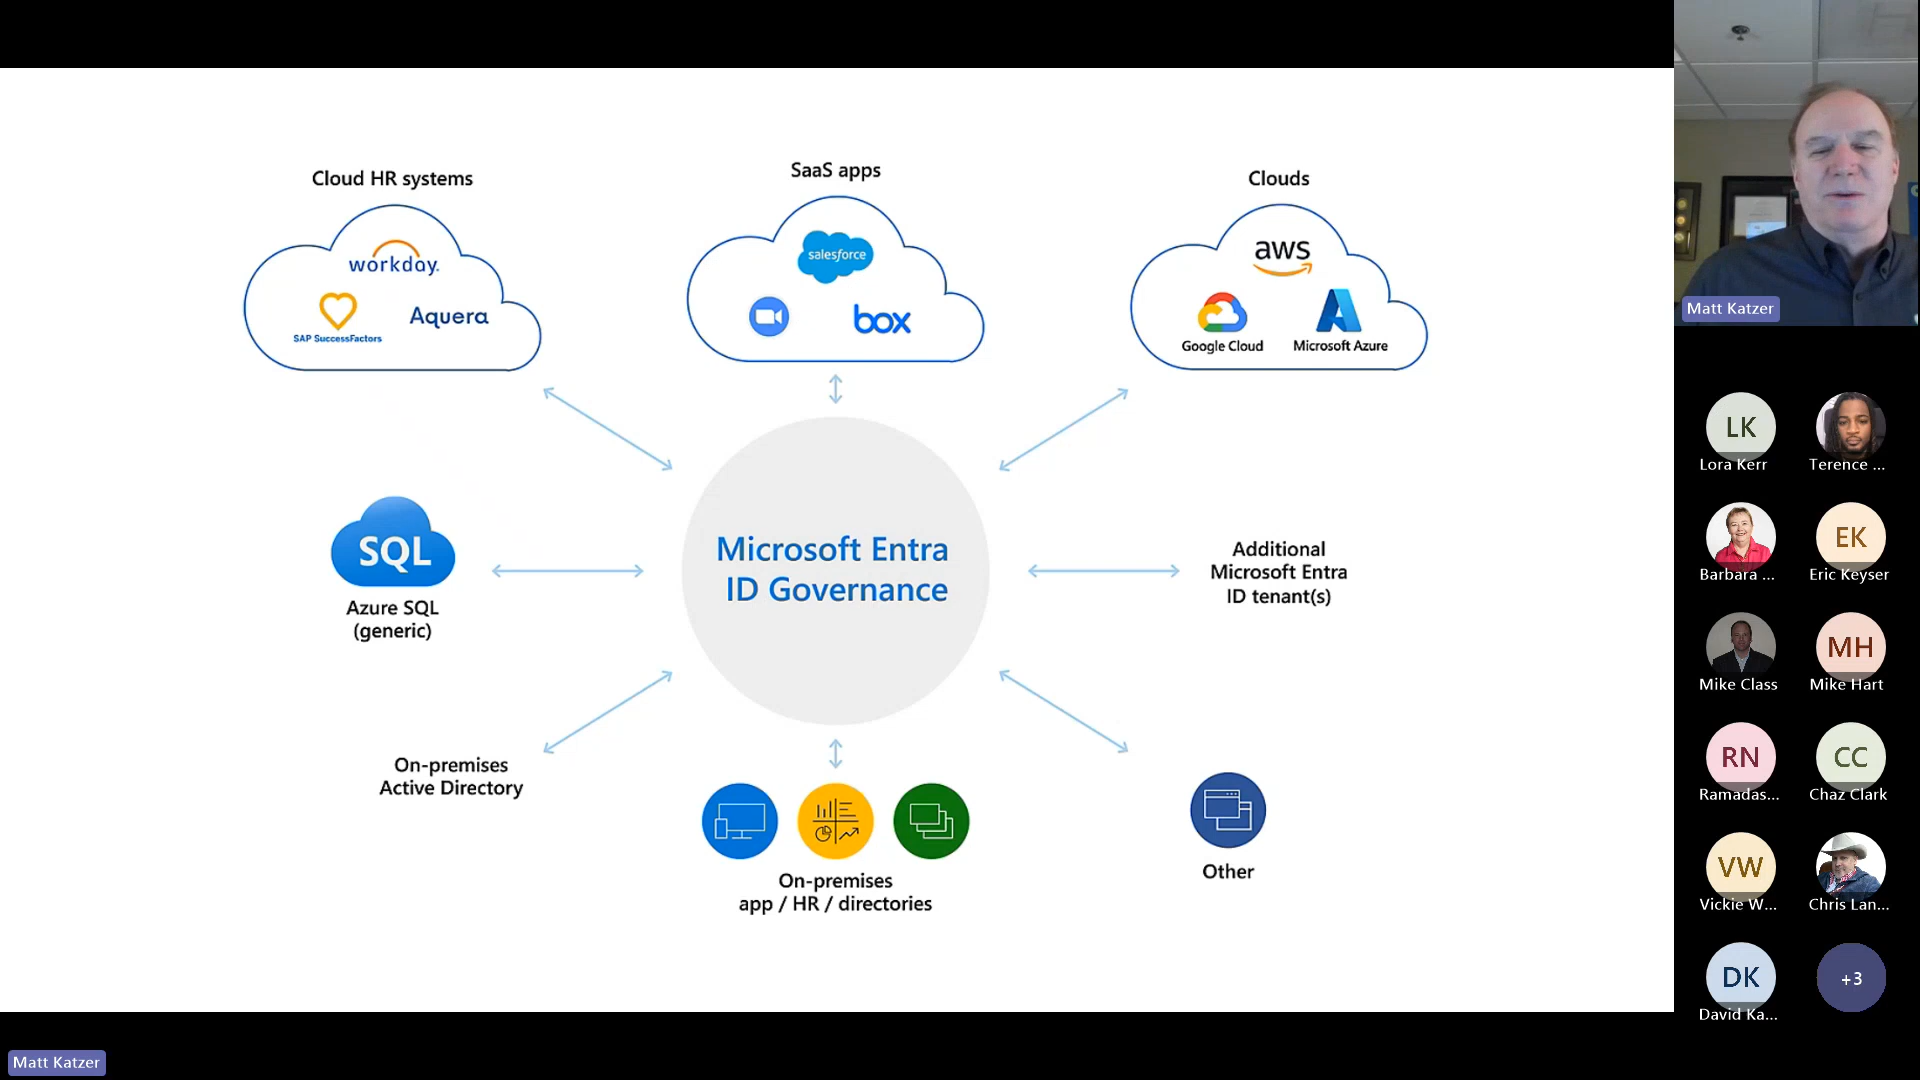 Cloud HR systems
workday.
SAP SuccessFactors
Aquera
SaaS apps
salesforce
box
Clouds
aws
Google Cloud
Microsoft Azure
Microsoft Entra
ID Governance
SQL
Azure SQL
(generic)
Additional
Microsoft Entra
ID tenant(s)
On-premises
Active Directory
On-premises
app / HR / directories
Other
Matt Katzer
LK
Lora Kerr
Terence ...
Barbara ...
EK
Eric Keyser
Mike Class
MH
Mike Hart
RN
Ramadas...
CC
Chaz Clark
VW
Vickie W...
Chris Lan...
DK
David Ka...
+3
Matt Katzer